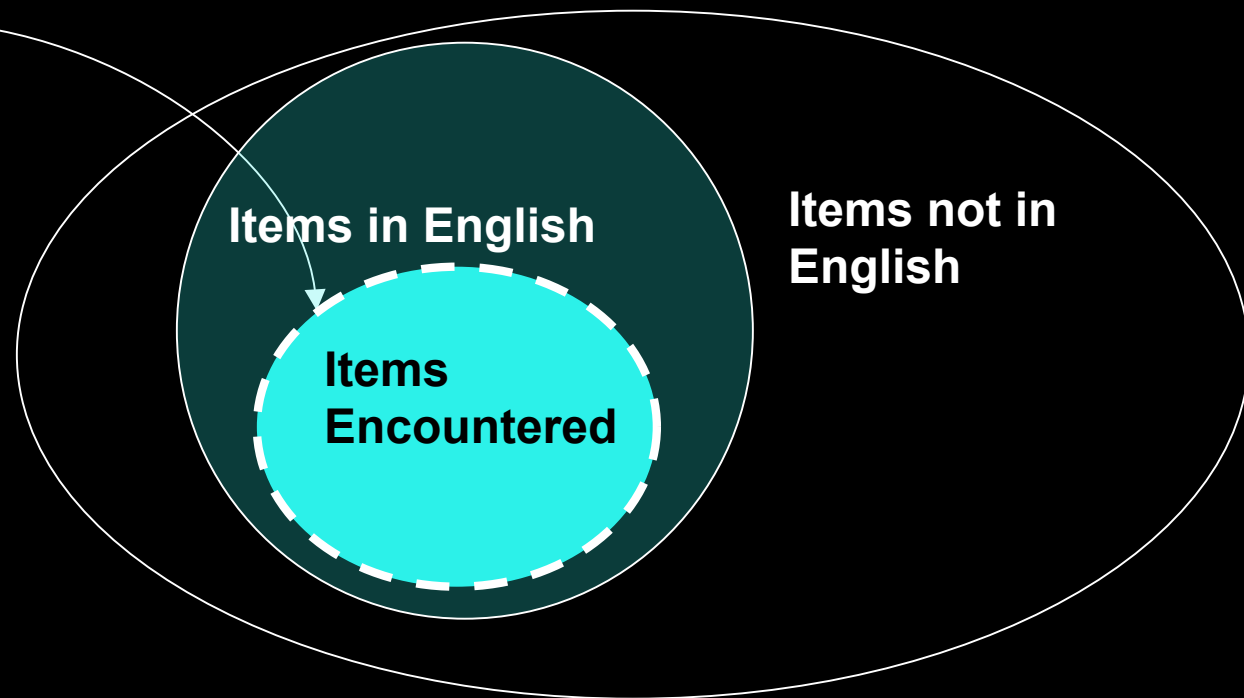 Items in English
Items not in
English
Items
Encountered